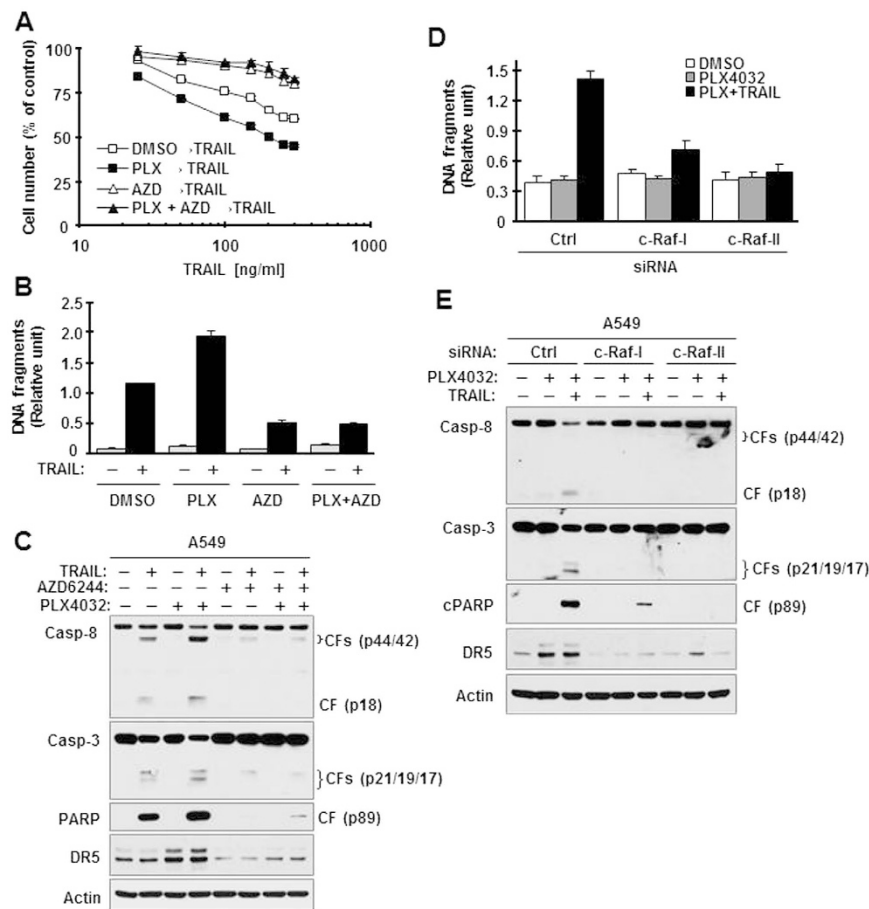 A
Cell number (% of control)
100
75
50
25
0
DMSO →TRAIL
PLX →TRAIL
AZD →TRAIL
PLX + AZD →TRAIL
10 100 1000
TRAIL [ng/ml]
B
DNA fragments
(Relative unit)
2.5
2.0
1.5
1.0
0.5
0
TRAIL: – + – + – + – +
DMSO PLX AZD PLX+AZD
C
A549
TRAIL: – + – + – + – +
AZD6244: – – – – + + + +
PLX4032: – – + + – – + +
Casp-8
CFs (p44/42)
CF (p18)
Casp-3
CFs (p21/19/17)
PARP CF (p89)
DR5
Actin
D
DNA fragments
(Relative unit)
1.5
1.2
0.9
0.6
0.3
0
DMSO
PLX4032
PLX+TRAIL
Ctrl c-Raf-I c-Raf-II
siRNA
E
A549
siRNA: Ctrl c-Raf-I c-Raf-II
PLX4032: – + + – + + – + +
TRAIL: – – + – – + – – +
Casp-8
CFs (p44/42)
CF (p18)
Casp-3
CFs (p21/19/17)
cPARP CF (p89)
DR5
Actin